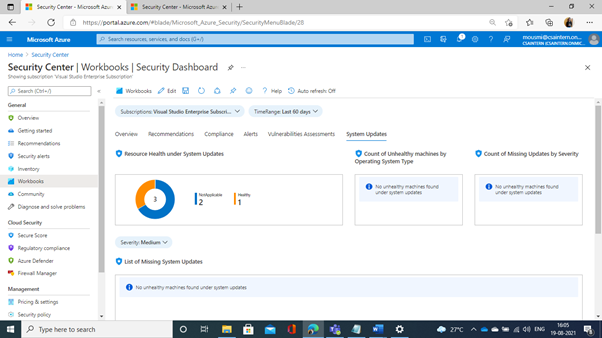 Security Center - Microsoft Azu
Security Center - Microsoft Azure
https://portal.azure.com/#blade/Microsoft_Azure_Security/SecurityMenuBlade/28
Microsoft Azure
Search resources, services, and docs (G+/)
1
mousmi@csaintern.on...
CSAINTERN (CSAINTERN.ONMIC...
Home > Security Center
Security Center | Workbooks | Security Dashboard
Showing subscription 'Visual Studio Enterprise Subscription'
Search (Ctrl+/)
Workbooks
Edit
Help
Auto refresh: Off
General
Overview
Getting started
Recommendations
Security alerts
Inventory
Workbooks
Community
Diagnose and solve problems
Cloud Security
Secure Score
Regulatory compliance
Azure Defender
Firewall Manager
Management
Pricing & settings
Security policy
Subscriptions: Visual Studio Enterprise Subscri...
TimeRange: Last 60 days
Overview
Recommendations
Compliance
Alerts
Vulnerabilities Assessments
System Updates
Resource Health under System Updates
3
NonApplicable
2
Healthy
1
Count of Unhealthy machines by
Operating System Type
No unhealthy machines found
under system updates
Count of Missing Updates by Severity
No unhealthy machines found
under system updates
Severity: Medium
List of Missing System Updates
No unhealthy machines found under system updates
Type here to search
27°C
ENG
16:05
19-08-2021